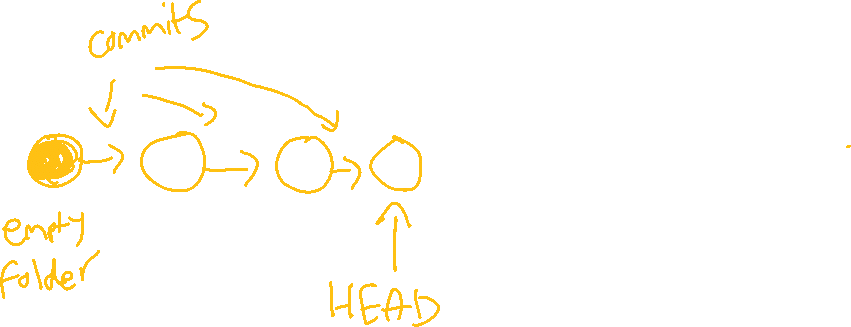 commits
empty
folder
HEAD